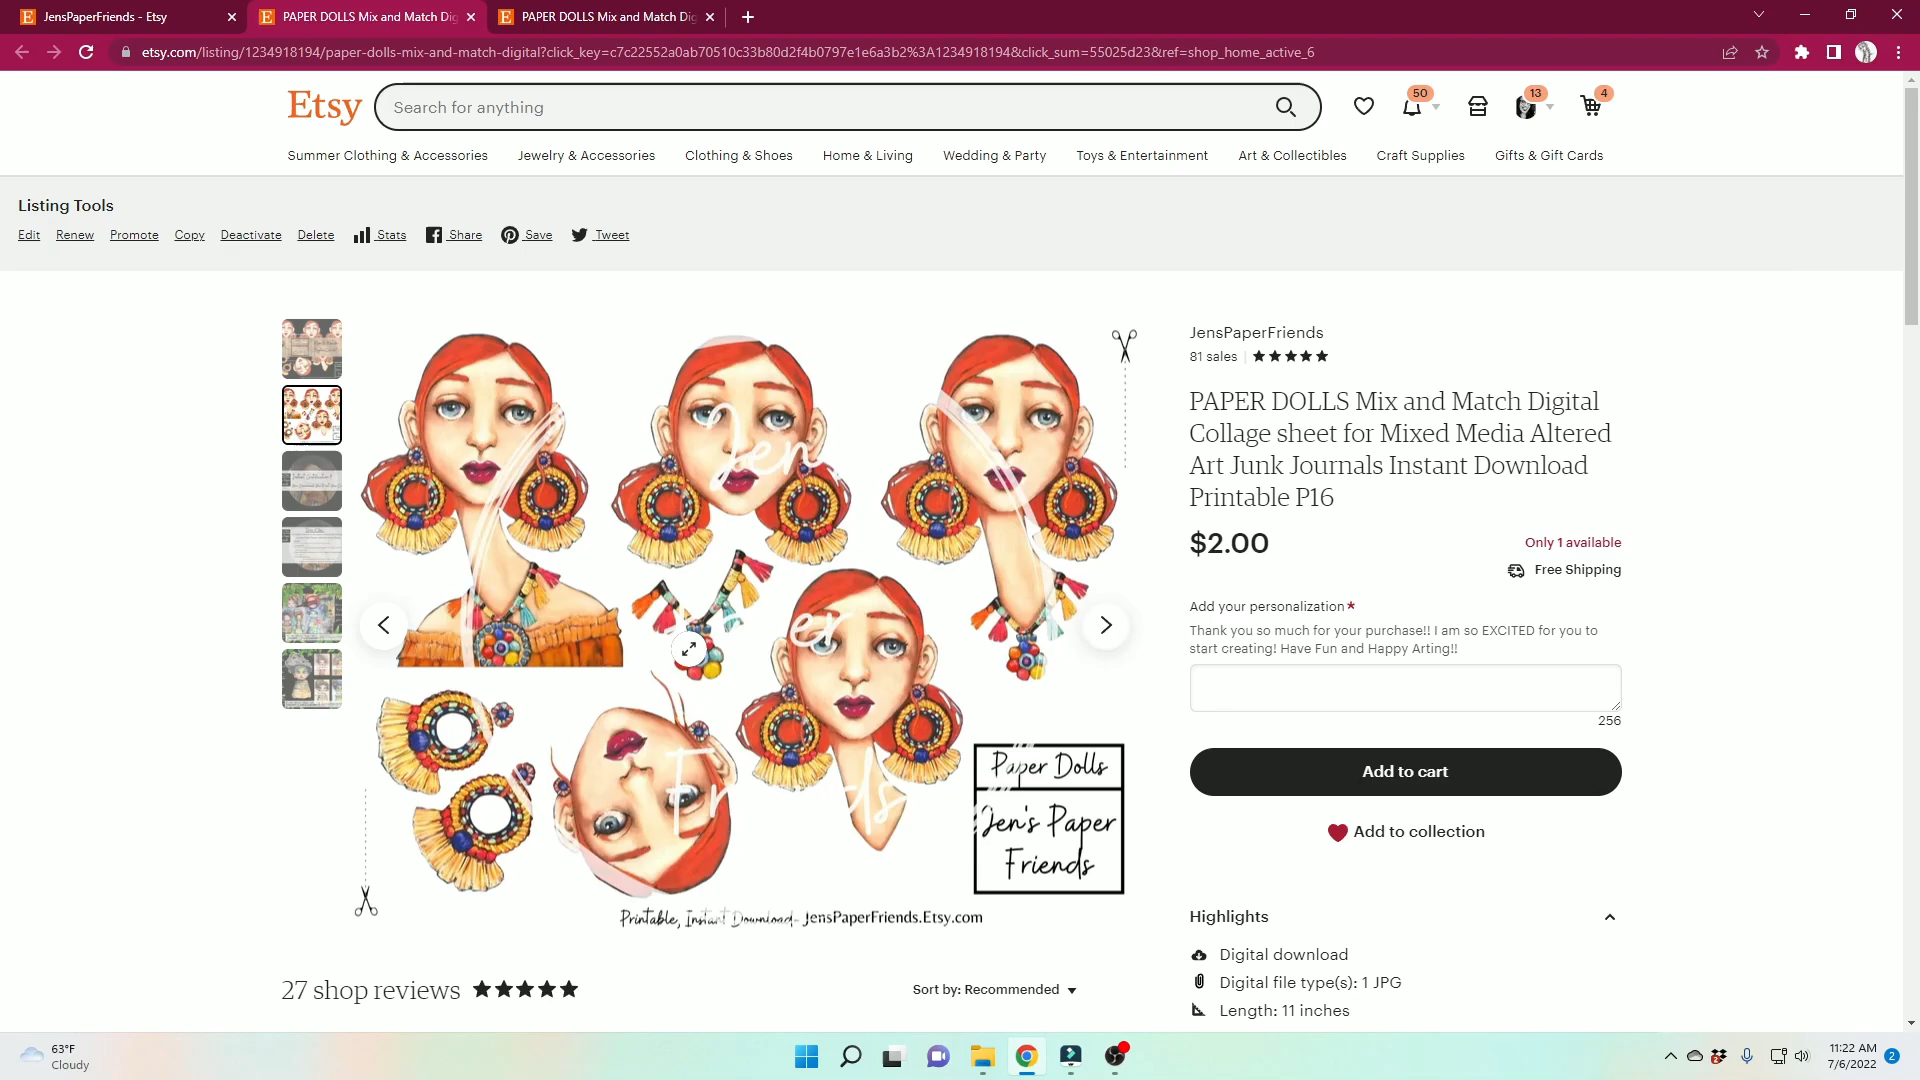 JensPaperFriends - Etsy
PAPER DOLLS Mix and Match Dig
PAPER DOLLS Mix and Match Dig
etsy.com/listing/1234918194/paper-dolls-mix-and-match-digital?click_key=c7c22552a0ab70510c33b80d2f4b0797e1e6a3b2%3A1234918194&click_sum=55025d23&ref=shop_home_active_6
Etsy
Search for anything
50
13
4
Summer Clothing & Accessories
Jewelry & Accessories
Clothing & Shoes
Home & Living
Wedding & Party
Toys & Entertainment
Art & Collectibles
Craft Supplies
Gifts & Gift Cards
Listing Tools
Edit
Renew
Promote
Copy
Deactivate
Delete
Stats
Share
Save
Tweet
Jen
er
Friends
Paper Dolls
Jen's Paper
Friends
Printable, Instant Download- JensPaperFriends.Etsy.com
JensPaperFriends
81 sales
PAPER DOLLS Mix and Match Digital
Collage sheet for Mixed Media Altered
Art Junk Journals Instant Download
Printable P16
$2.00
Only 1 available
Free Shipping
Add your personalization *
Thank you so much for your purchase!! I am so EXCITED for you to
start creating! Have Fun and Happy Arting!!
256
Add to cart
Add to collection
Highlights
Digital download
Digital file type(s): 1 JPG
Length: 11 inches
27 shop reviews
Sort by: Recommended
63°F
Cloudy
11:22 AM
7/6/2022
2